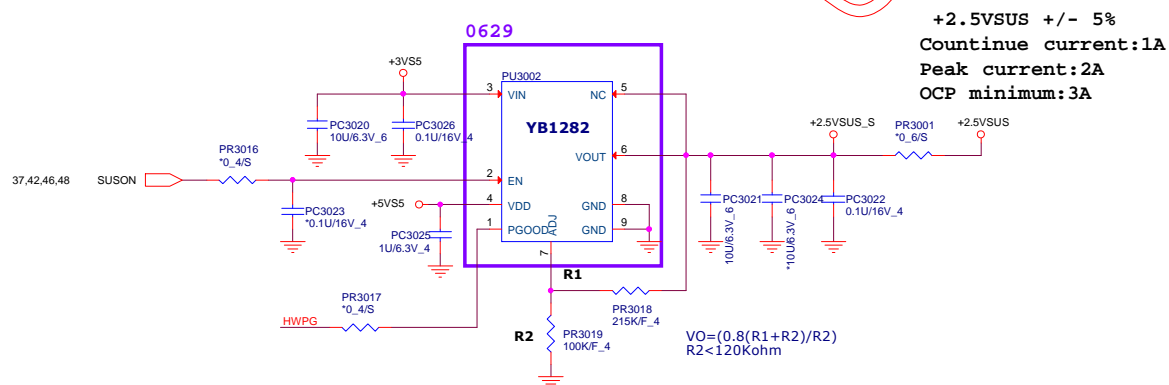 +2.5VSUS +/- 5%
Countinue current:1A
Peak current:2A
OCP minimum:3A
0629
+3VS5
PU3002
3
VIN
NC
5
PC3020
10U/6.3V_6
PC3026
0.1U/16V_4
YB1282
+2.5VSUS_S
PR3001
*0_6/S
+2.5VSUS
PR3016
*0_4/S
VOUT
6
37,42,46,48
SUSON
2
EN
PC3021
10U/6.3V_6
PC3024
*10U/6.3V_6
PC3022
0.1U/16V_4
PC3023
*0.1U/16V_4
+5VS5
4
VDD
GND
8
PC3025
1U/6.3V_4
1
PGOOD
ADJ
GND
9
7
R1
PR3017
*0_4/S
HWPG
PR3018
215K/F_4
R2
PR3019
100K/F_4
VO=(0.8(R1+R2)/R2)
R2<120Kohm